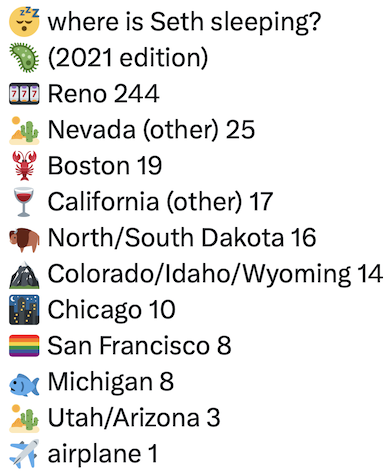 😴 where is Seth sleeping?
🦠 (2021 edition)
🎰 Reno 244
🏜️ Nevada (other) 25
🦞 Boston 19
🍷 California (other) 17
🦬 North/South Dakota 16
🏔️ Colorado/Idaho/Wyoming 14
🌃 Chicago 10
🏳️‍🌈 San Francisco 8
🐟 Michigan 8
🏜️ Utah/Arizona 3
✈️ airplane 1